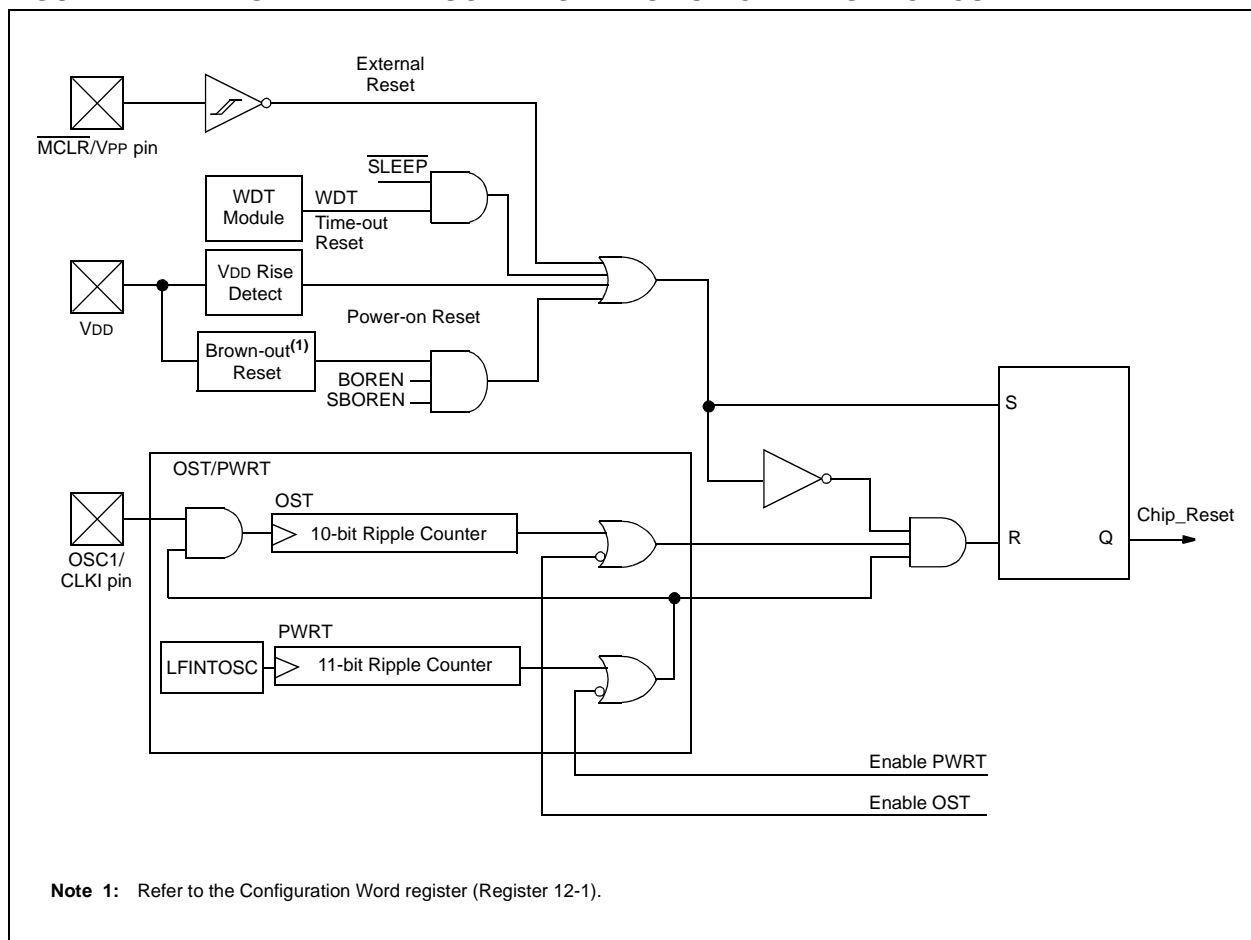 External
Reset
MCLR/VPP pin
SLEEP
WDT
Module
WDT
Time-out
Reset
VDD Rise
Detect
VDD
Power-on Reset
Brown-out(1)
Reset
BOREN
SBOREN
S
OST/PWRT
OST
10-bit Ripple Counter
OSC1/
CLKI pin
Chip_Reset
R
Q
PWRT
LFINTOSC
11-bit Ripple Counter
Enable PWRT
Enable OST
Note 1: Refer to the Configuration Word register (Register 12-1).